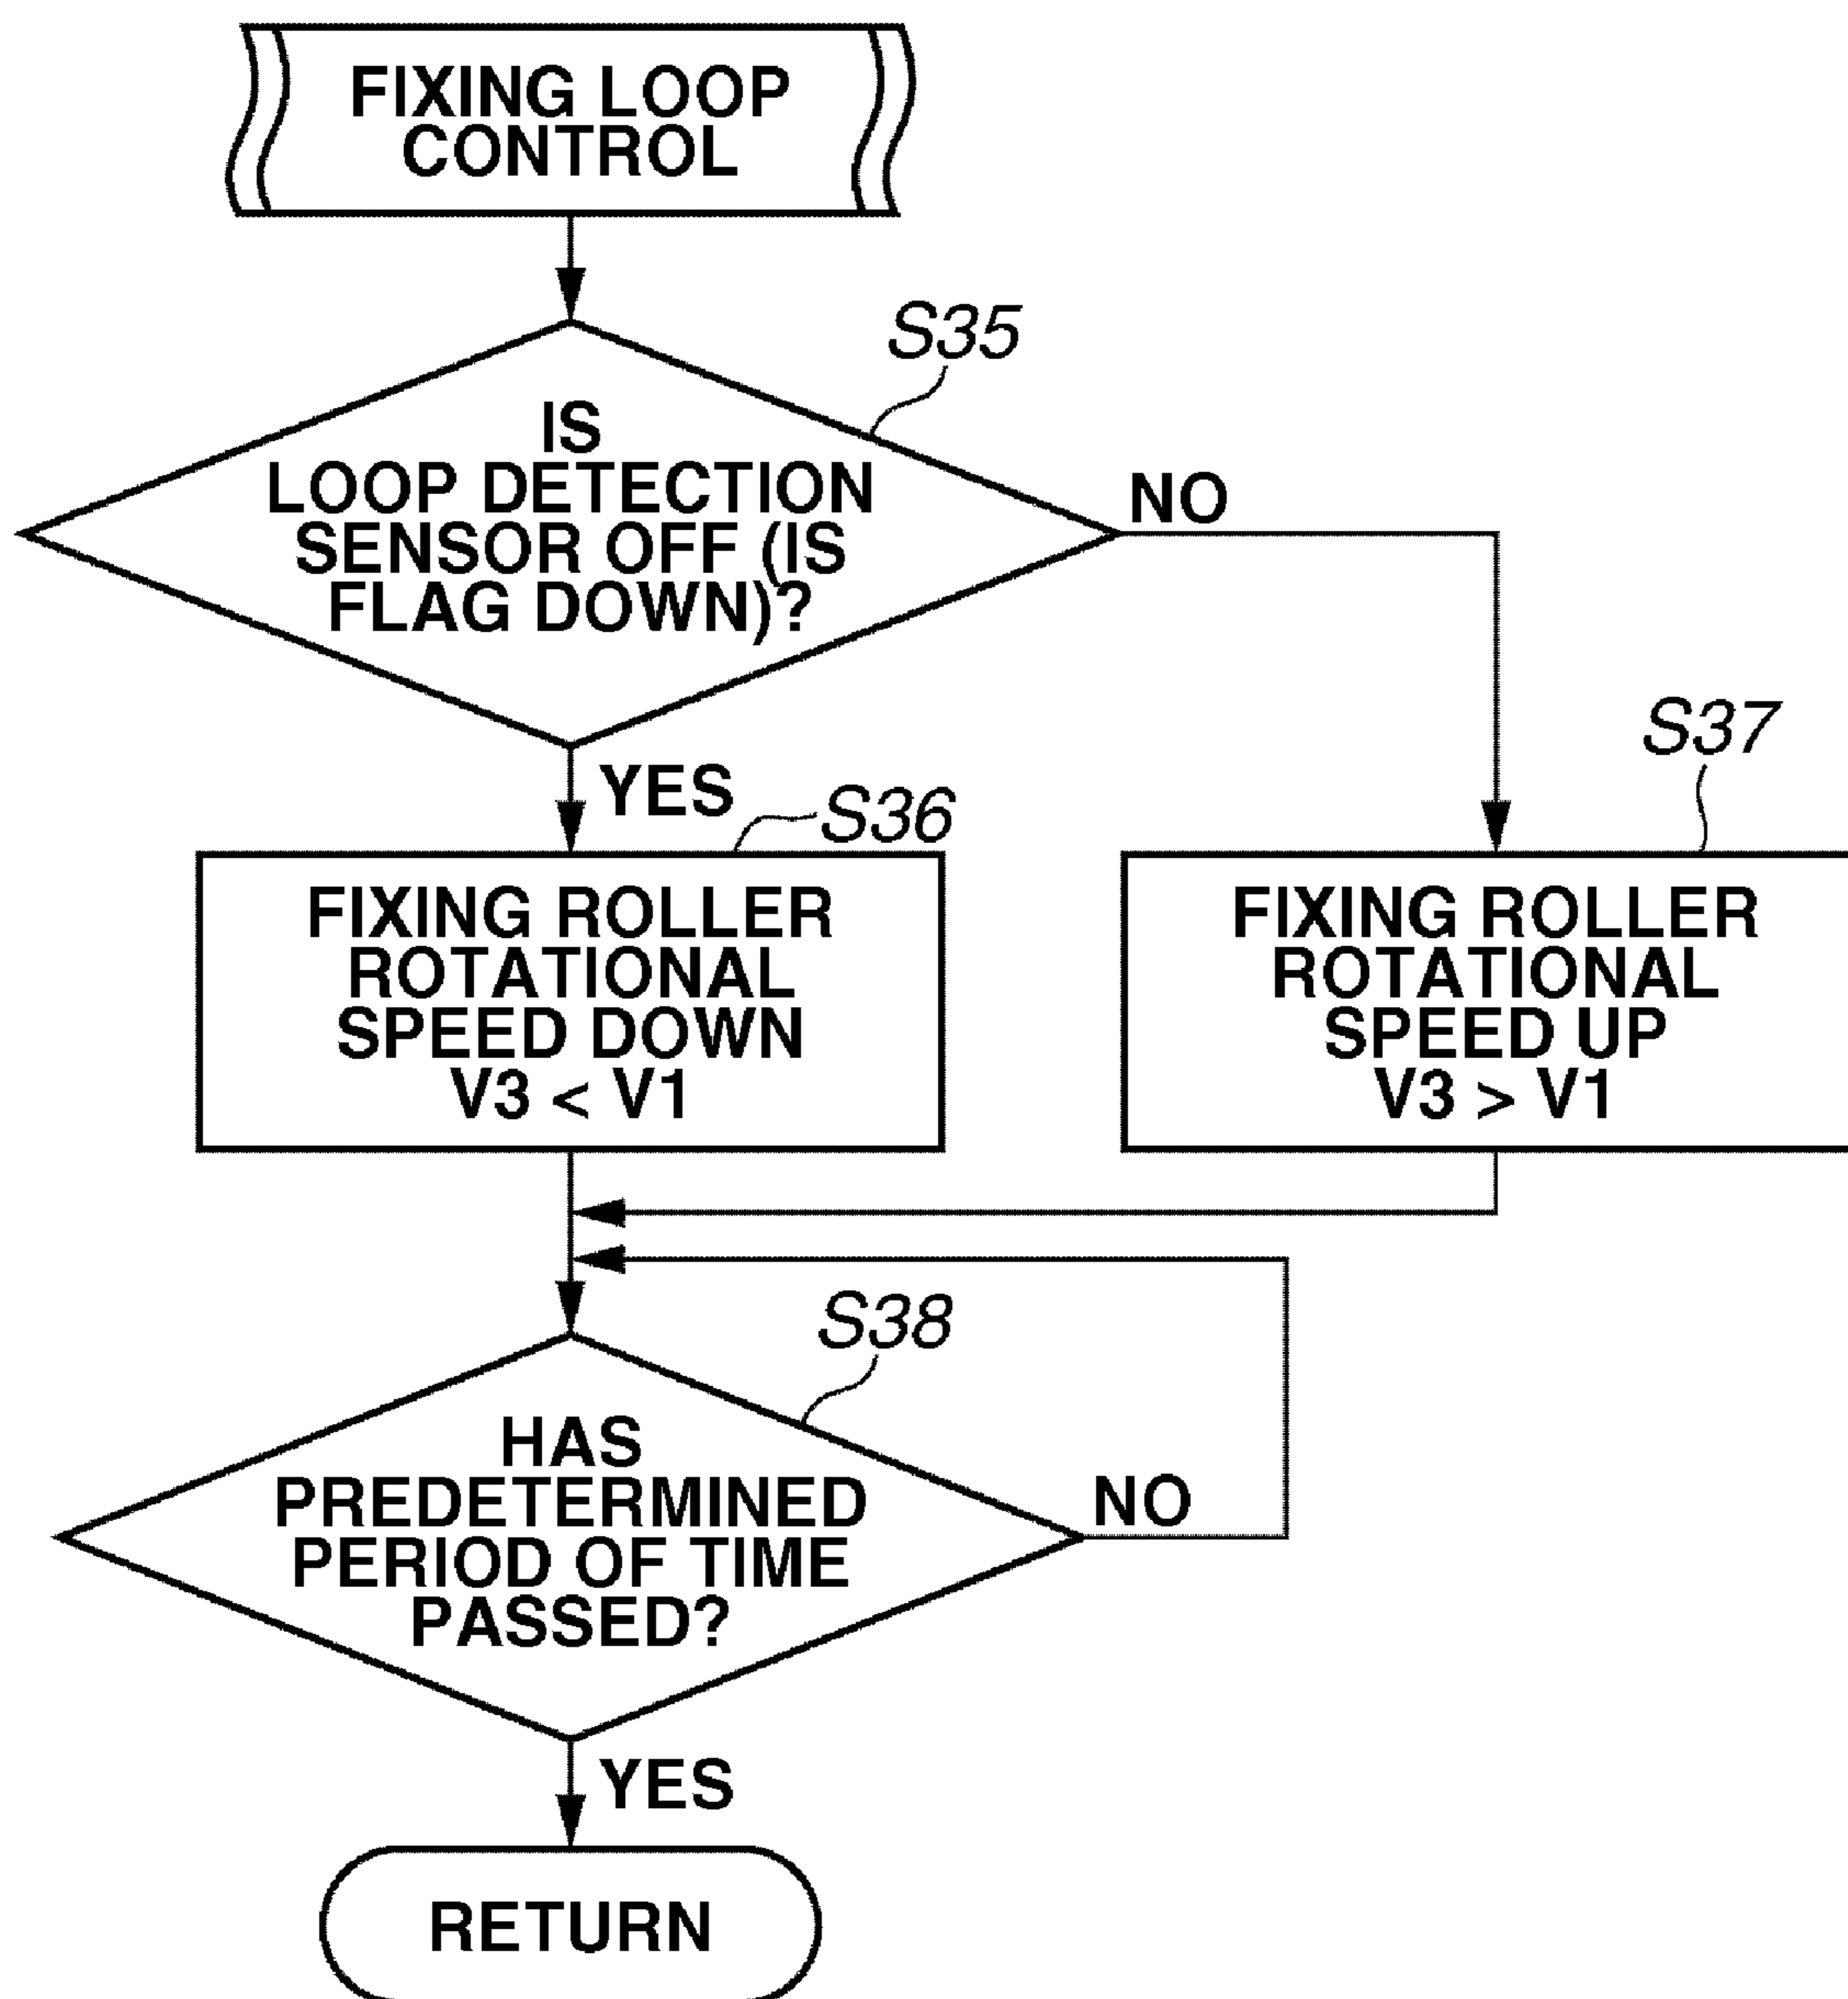 FIXING LOOP
CONTROL
S35
IS
LOOP DETECTION
SENSOR OFF (IS
FLAG DOWN)?
NO
YES
S36
S37
FIXING ROLLER
ROTATIONAL
SPEED DOWN
V3 < V1
FIXING ROLLER
ROTATIONAL
SPEED UP
V3 > V1
S38
HAS
PREDETERMINED
PERIOD OF TIME
PASSED?
NO
YES
RETURN